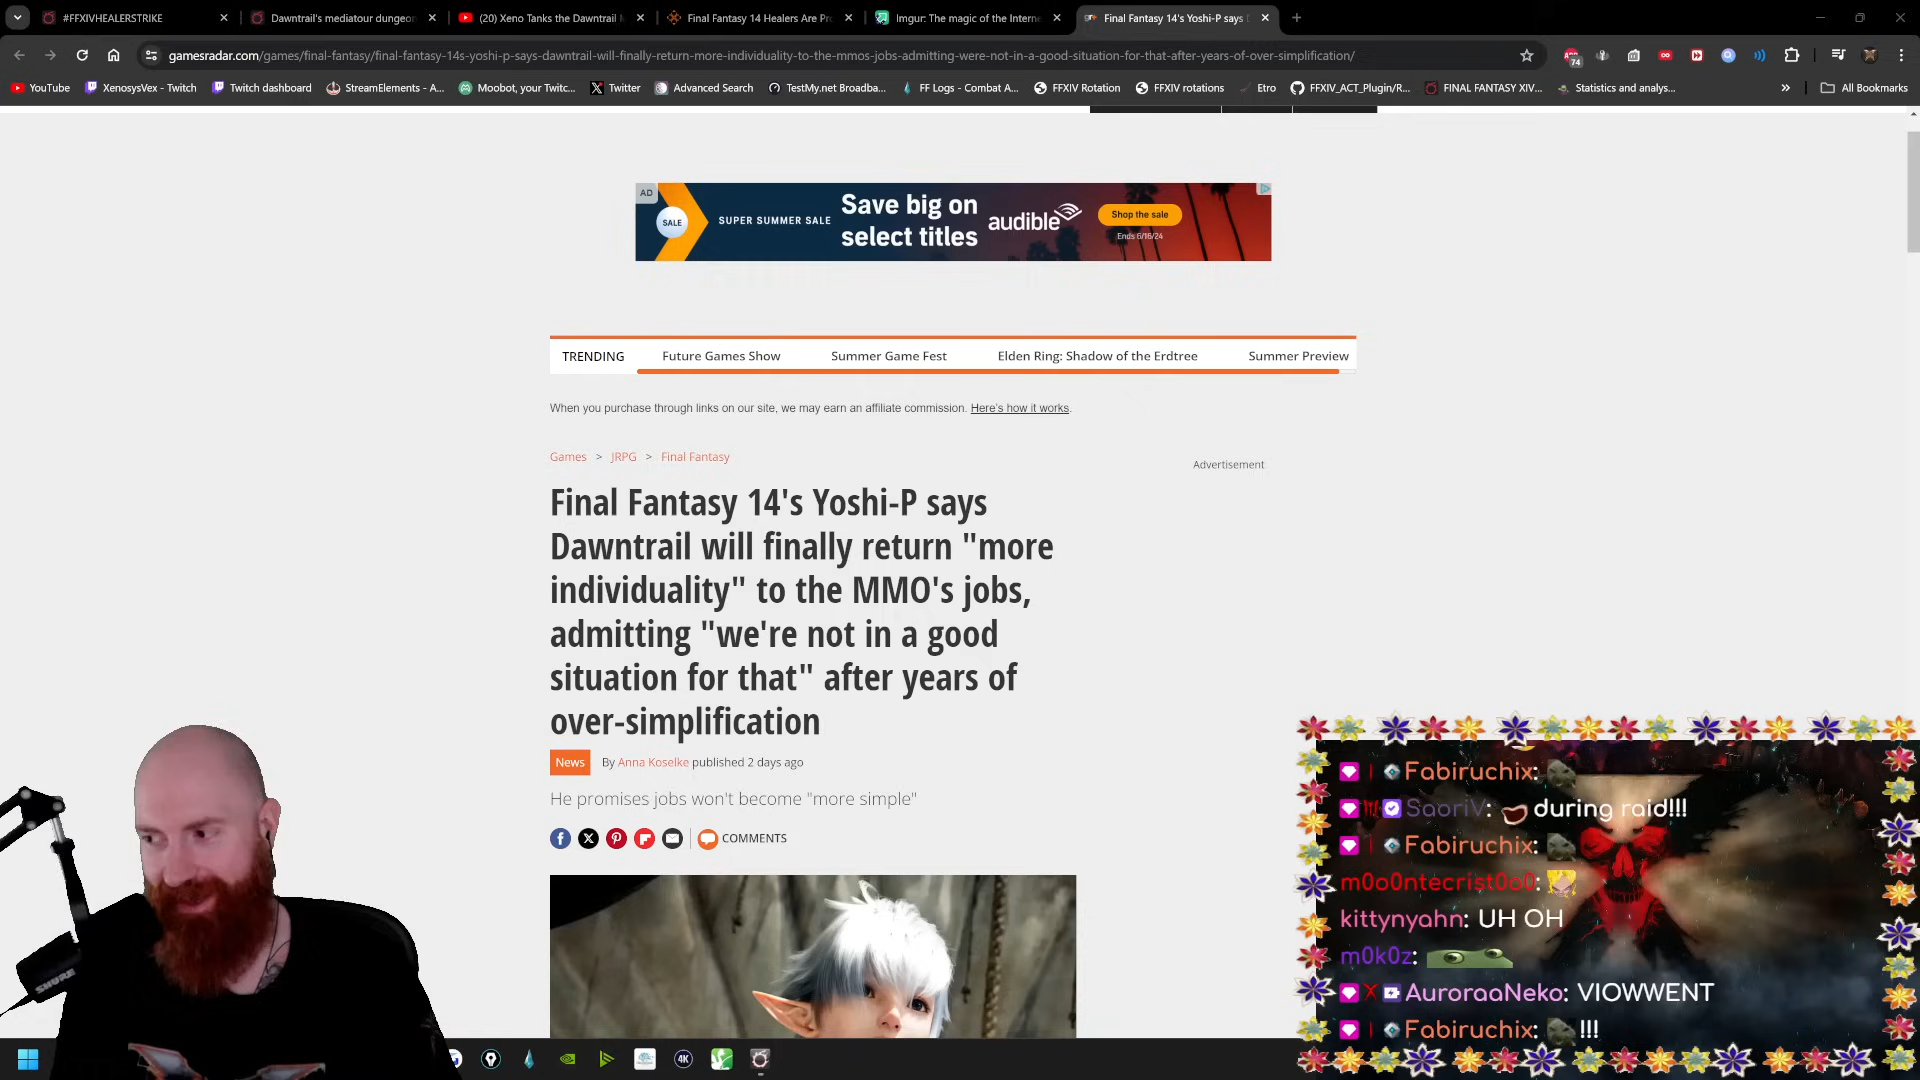 #FFXIVHEALERSTRIKE
Dawntrail's mediatour dungeon
(20) Xeno Tanks the Dawntrail
Final Fantasy 14 Healers Are Pr
Imgur: The magic of the Interne
Final Fantasy 14's Yoshi-P says
gamesradar.com/games/final-fantasy/final-fantasy-14s-yoshi-p-says-dawntrail-will-finally-return-more-individuality-to-the-mmos-jobs-admitting-were-not-in-a-good-situation-for-that-after-years-of-over-simplification/
74
YouTube
XenosysVex - Twitch
Twitch dashboard
StreamElements - A...
Moobot, your Twitc...
Twitter
Advanced Search
TestMy.net Broadba...
FF Logs - Combat A...
FFXIV Rotation
FFXIV rotations
Etro
FFXIV_ACT_Plugin/R...
FINAL FANTASY XIV...
Statistics and analys...
All Bookmarks
AD
SALE
SUPER SUMMER SALE
Save big on
select titles
audible
Shop the sale
Ends 6/16/24
TRENDING
Future Games Show
Summer Game Fest
Elden Ring: Shadow of the Erdtree
Summer Preview
When you purchase through links on our site, we may earn an affiliate commission. Here's how it works.
Games > JRPG > Final Fantasy
Advertisement
Final Fantasy 14's Yoshi-P says
Dawntrail will finally return "more
individuality" to the MMO's jobs,
admitting "we're not in a good
situation for that" after years of
over-simplification
News
By Anna Koselke published 2 days ago
He promises jobs won't become "more simple"
COMMENTS
Fabiruchix:
SaoriV: during raid!!!
Fabiruchix:
m0o0ntecrist0o0:
kittynyahn: UH OH
m0k0z:
AuroraaNeko: VIOWWENT
Fabiruchix: !!!
SHURE
4K